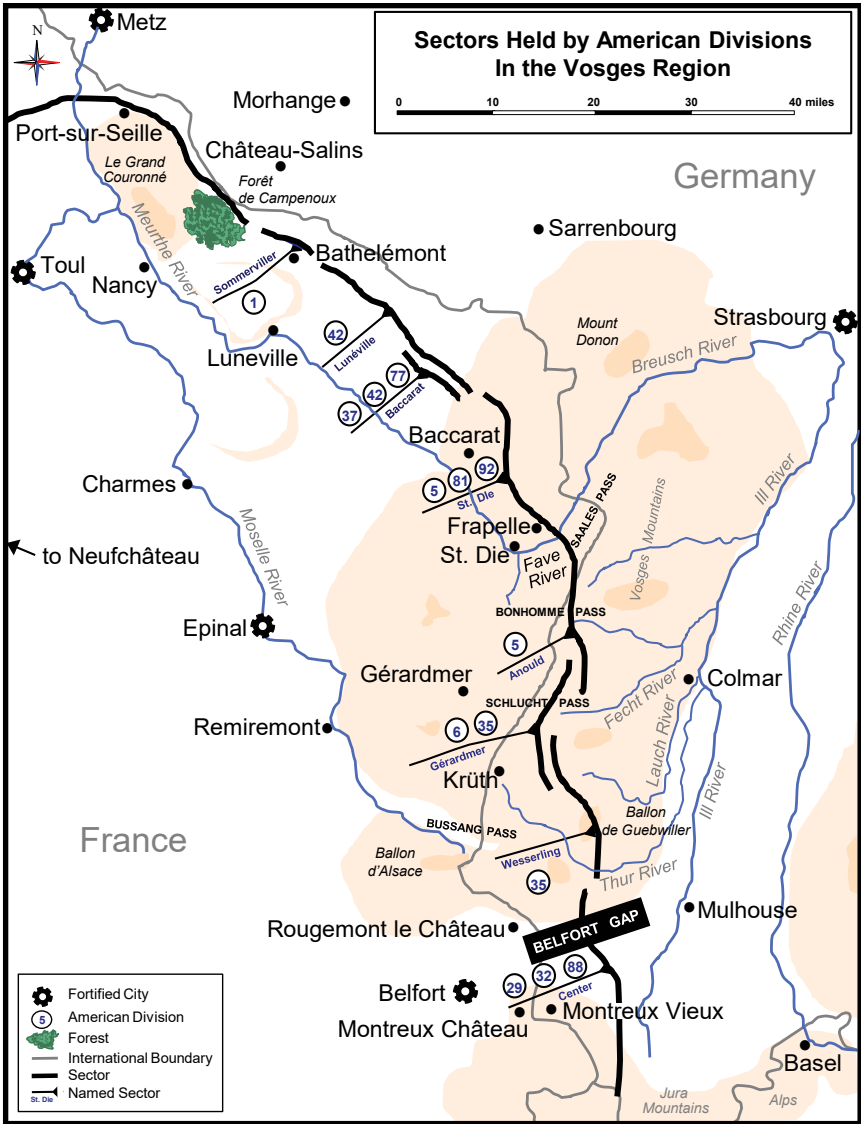 Metz
N
Sectors Held by American Divisions
In the Vosges Region
0 10 20 30 40 miles
Morhange
Port-sur-Seille
Le Grand
Couronné
Château-Salins
Forêt
de Campenoux
Germany
Meurthe River
Sarrenbourg
Toul
Nancy
Sommerviller
1
Bathelémont
Mount
Donon
Strasbourg
Breusch River
Luneville
42
Lunéville
77
42
37
Baccarat
Baccarat
92
81
5
St. Die
Charmes
Ill River
SAALES PASS
Frapelle
St. Die
Fave
River
Vosges Mountains
to Neufchâteau
Moselle River
Rhine River
BONHOMME PASS
Epinal
5
Anould
Gérardmer
Colmar
SCHLUCHT PASS
Fecht River
6
35
Gérardmer
Remiremont
Lauch River
Krüth
Ill River
Ballon
de Guebwiller
BUSSANG PASS
France
Ballon
d'Alsace
Wesserling
35
Thur River
Mulhouse
Rougemont le Château
BELFORT GAP
88
32
29
Center
Belfort
Montreux Château
Montreux Vieux
Basel
Jura
Mountains
Alps
Fortified City
5
American Division
Forest
International Boundary
Sector
St. Die
Named Sector